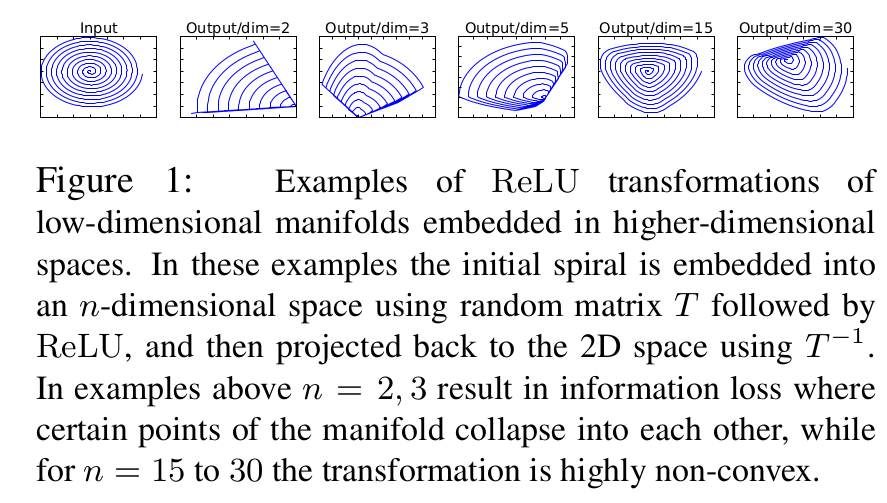 Input Output/dim=2 Output/dim=3 Output/dim=5 Output/dim=15 Output/dim=30
Figure 1: Examples of ReLU transformations of
low-dimensional manifolds embedded in higher-dimensional
spaces. In these examples the initial spiral is embedded into
an n-dimensional space using random matrix T followed by
ReLU, and then projected back to the 2D space using T⁻¹.
In examples above n = 2, 3 result in information loss where
certain points of the manifold collapse into each other, while
for n = 15 to 30 the transformation is highly non-convex.